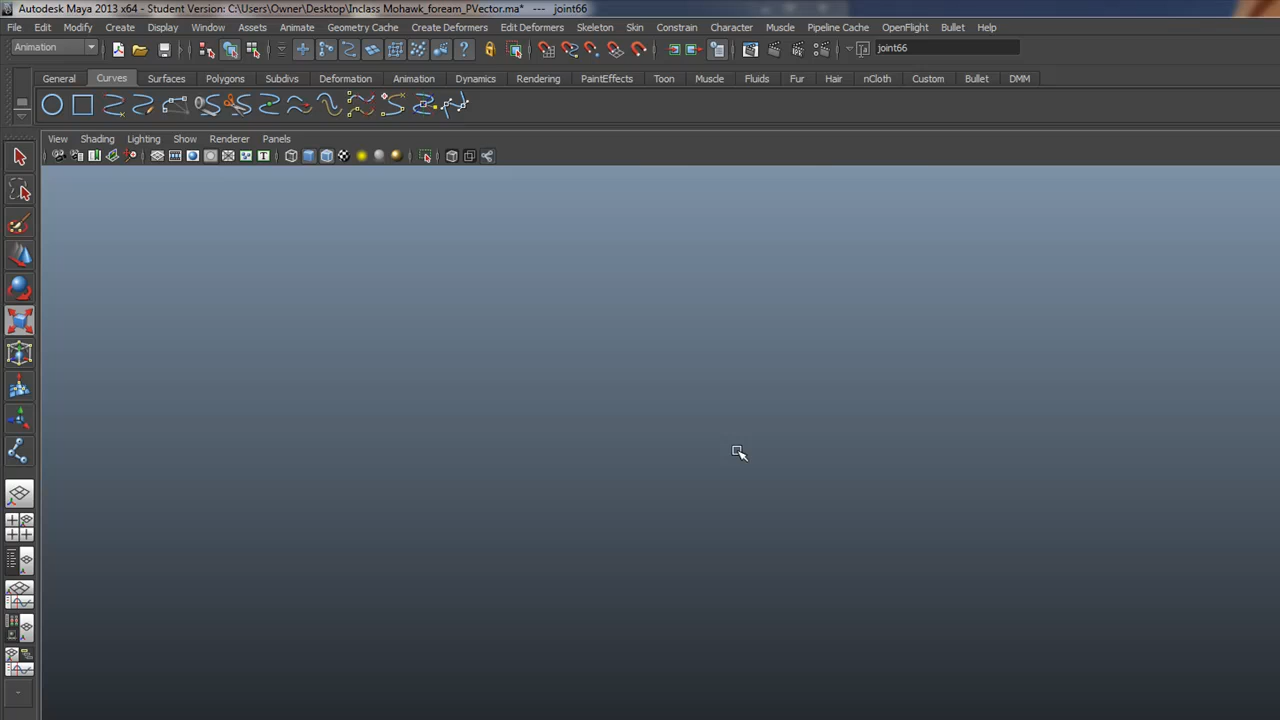 Autodesk Maya 2013 x64 - Student Version: C:\Users\Owner\Desktop\Inclass Mohawk_foream_PVector.ma* --- joint66
File Edit Modify Create Display Window Assets Animate Geometry Cache Create Deformers Edit Deformers Skeleton Skin Constrain Character Muscle Pipeline Cache OpenFlight Bullet Help
Animation joint66
General Curves Surfaces Polygons Subdivs Deformation Animation Dynamics Rendering PaintEffects Toon Muscle Fluids Fur Hair nCloth Custom Bullet DMM
View Shading Lighting Show Renderer Panels